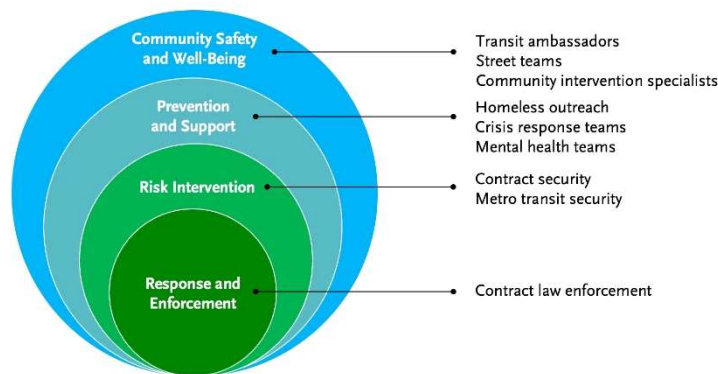 Community Safety
and Well-Being
Transit ambassadors
Street teams
Community intervention specialists
Prevention
and Support
Homeless outreach
Crisis response teams
Mental health teams
Risk Intervention
Contract security
Metro transit security
Response and
Enforcement
Contract law enforcement